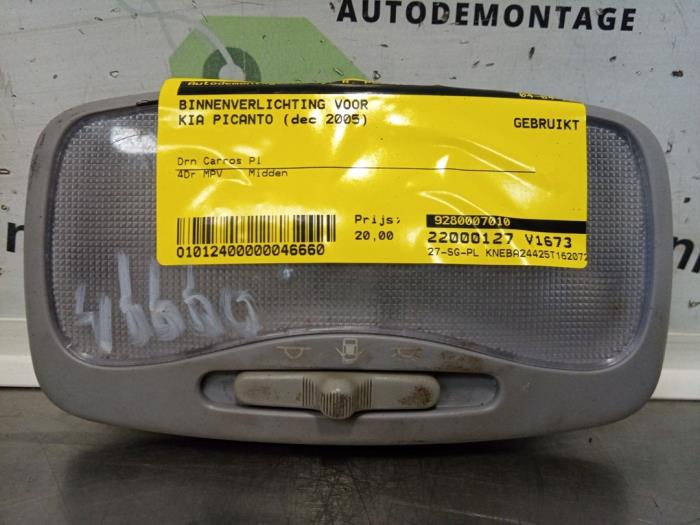 AUTODEMONTAGE
BINNENVERLICHTING VOOR
KIA PICANTO (dec 2005)
GEBRUIKT
Drn Carros Pl
4Dr MPV Midden
Prijs:
20,00
9280007010
22000127 V1673
27-SG-PL KNEBA24425T162072
01012400000046660
46660